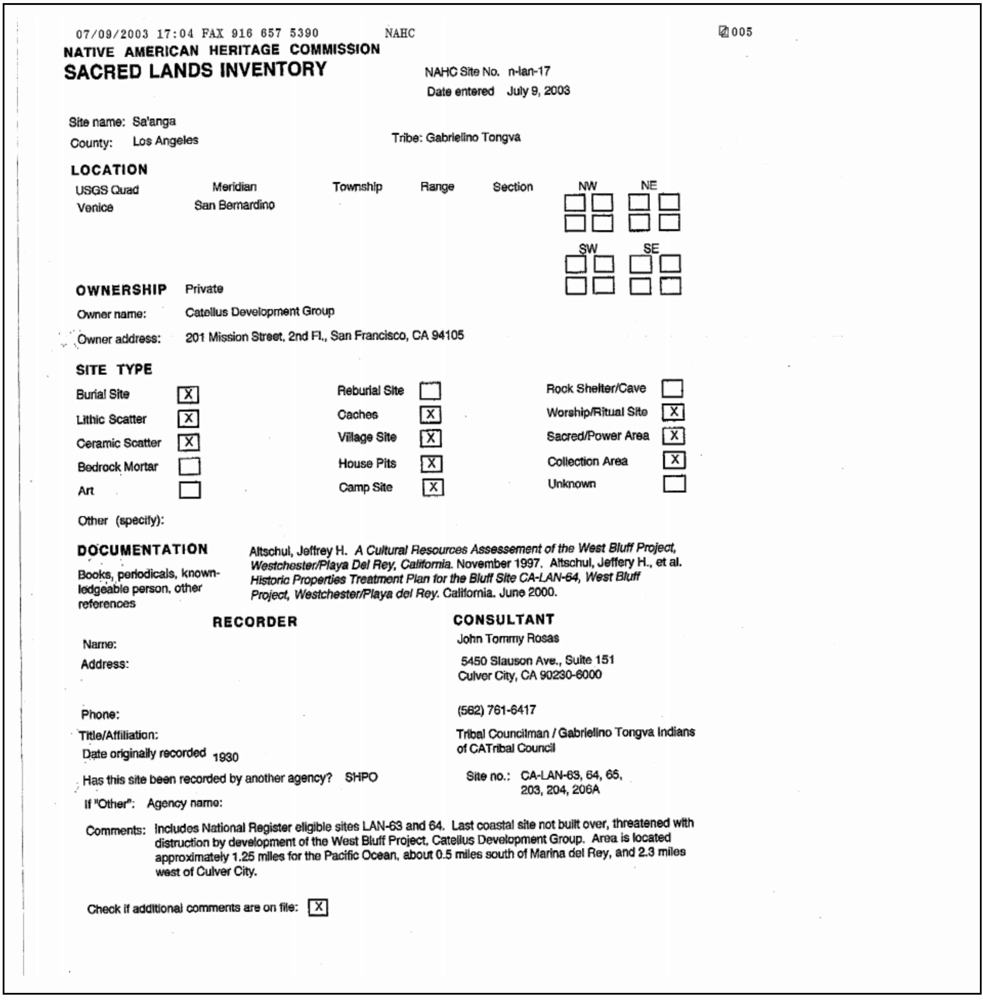 07/09/2003 17:04 FAX 916 657 5390 NAHC 005
NATIVE AMERICAN HERITAGE COMMISSION
SACRED LANDS INVENTORY
NAHC Site No. n-lan-17
Date entered July 9, 2003
Site name: Sa'anga
County: Los Angeles Tribe: Gabrielino Tongva
LOCATION
USGS Quad Meridian Township Range Section NW NE
Venice San Bernardino
SW SE
OWNERSHIP Private
Owner name: Catellus Development Group
Owner address: 201 Mission Street, 2nd Fl., San Francisco, CA 94105
SITE TYPE
Burial Site X Reburial Site Rock Shelter/Cave
Lithic Scatter X Caches X Worship/Ritual Site X
Ceramic Scatter X Village Site X Sacred/Power Area X
Bedrock Mortar House Pits X Collection Area X
Art Camp Site X Unknown
Other (specify):
DOCUMENTATION
Books, periodicals, known-
ledgeable person, other
references
Altschul, Jeffrey H. A Cultural Resources Assessement of the West Bluff Project,
Westchester/Playa Del Rey, California. November 1997. Altschul, Jeffery H., et al.
Historic Properties Treatment Plan for the Bluff Site CA-LAN-64, West Bluff
Project, Westchester/Playa del Rey. California. June 2000.
RECORDER CONSULTANT
Name: John Tommy Rosas
Address: 5450 Slauson Ave., Suite 151
Culver City, CA 90230-6000
Phone: (562) 761-6417
Title/Affiliation: Tribal Councilman / Gabrielino Tongva Indians
of CATribal Council
Date originally recorded 1930
Has this site been recorded by another agency? SHPO Site no.: CA-LAN-63, 64, 65,
203, 204, 206A
If "Other": Agency name:
Comments: Includes National Register eligible sites LAN-63 and 64. Last coastal site not built over, threatened with
distruction by development of the West Bluff Project, Catellus Development Group. Area is located
approximately 1.25 miles for the Pacific Ocean, about 0.5 miles south of Marina del Rey, and 2.3 miles
west of Culver City.
Check if additional comments are on file: X